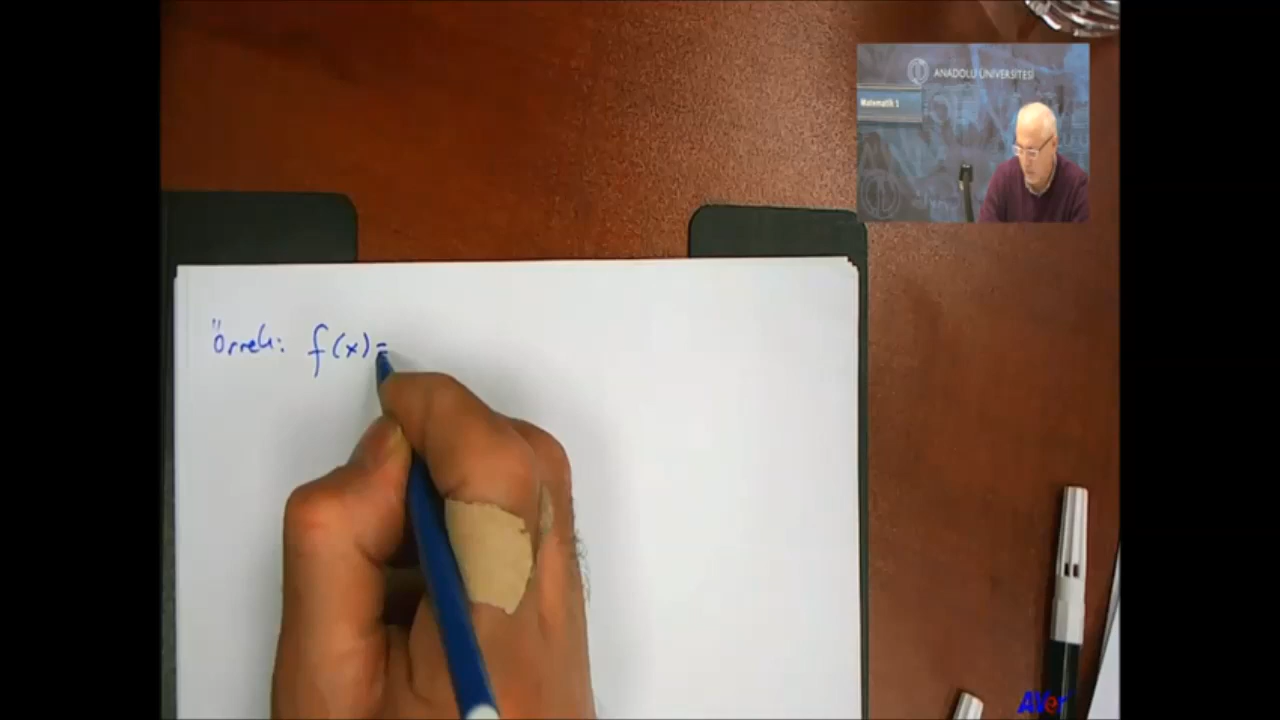 ANADOLU ÜNİVERSİTESİ
Matematik 1
Örnek: f(x)=
AVer